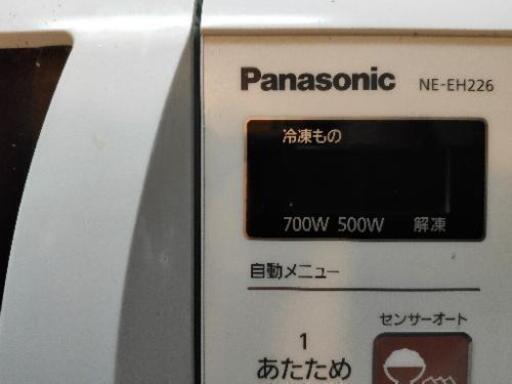 Panasonic NE-EH226
冷凍もの
700W 500W 解凍
自動メニュー
センサーオート
1
あたため